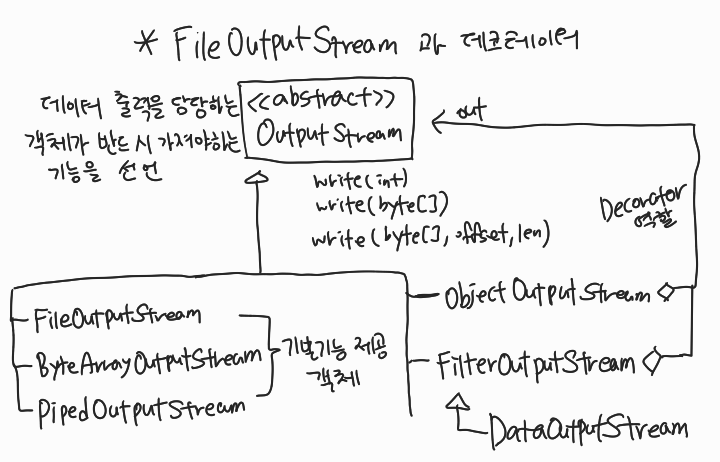 * File Output Stream 과 데코레이터
데이터 출력을 담당하는
객체가 반드시 가져야하는
기능을 선언
<<abstract>>
OutputStream
out
write(int)
write(byte[])
write(byte[], offset, len)
Decorator
역할
FileOutputStream
ByteArrayOutputStream
PipedOutputStream
기본기능 제공
객체
ObjectOutputStream
FilterOutputStream
DataOutputStream